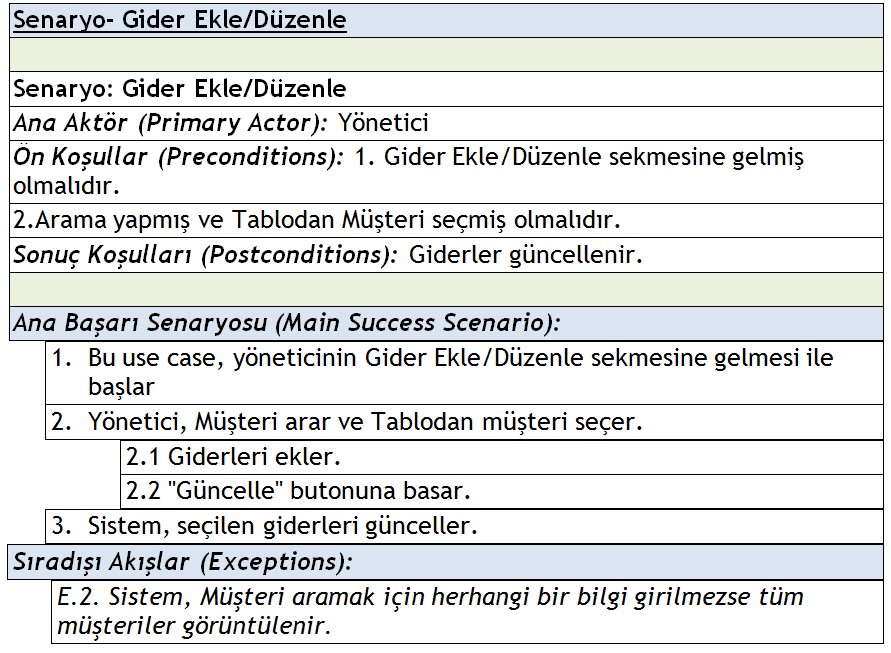 Senaryo- Gider Ekle/Düzenle
Senaryo: Gider Ekle/Düzenle
Ana Aktör (Primary Actor): Yönetici
Ön Koşullar (Preconditions): 1. Gider Ekle/Düzenle sekmesine gelmiş
olmalıdır.
2.Arama yapmış ve Tablodan Müşteri seçmiş olmalıdır.
Sonuç Koşulları (Postconditions): Giderler güncellenir.
Ana Başarı Senaryosu (Main Success Scenario):
1. Bu use case, yöneticinin Gider Ekle/Düzenle sekmesine gelmesi ile
başlar
2. Yönetici, Müşteri arar ve Tablodan müşteri seçer.
2.1 Giderleri ekler.
2.2 "Güncelle" butonuna basar.
3. Sistem, seçilen giderleri günceller.
Sıradışı Akışlar (Exceptions):
E.2. Sistem, Müşteri aramak için herhangi bir bilgi girilmezse tüm
müşteriler görüntülenir.